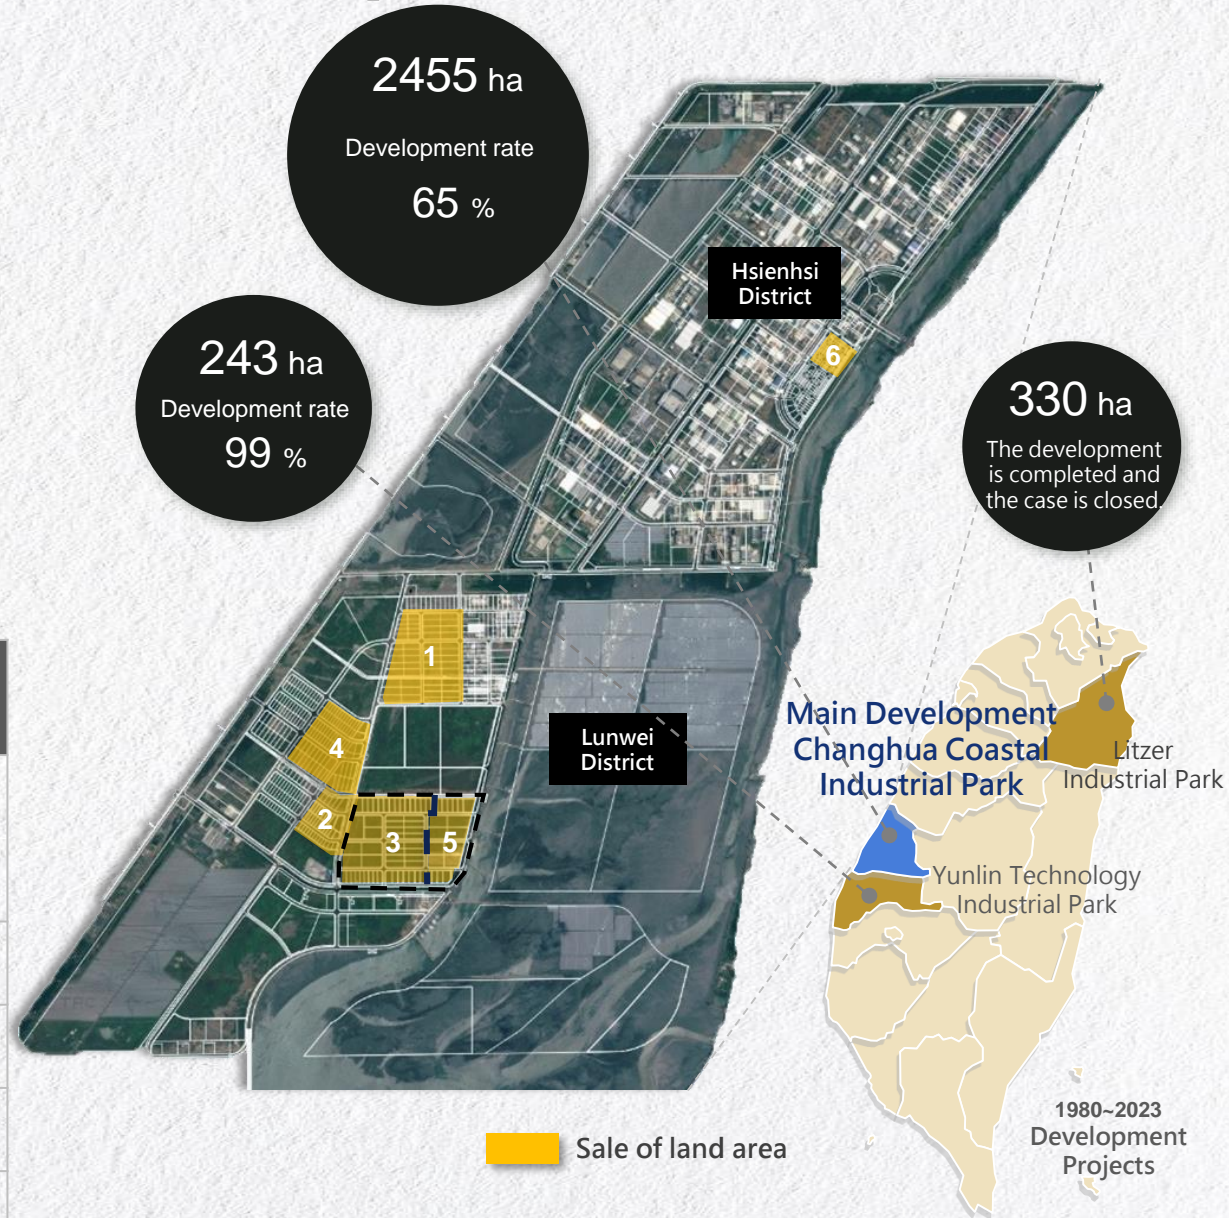 2455 ha
Development rate
65 %
Hsienhsi
District
243 ha
Development rate
99 %
6
330 ha
The development
is completed and
the case is closed.
1
4
Lunwei
District
2
3
5
Main Development
Changhua Coastal
Industrial Park
Litzer
Industrial Park
Yunlin Technology
Industrial Park
1980~2023
Development
Projects
Sale of land area